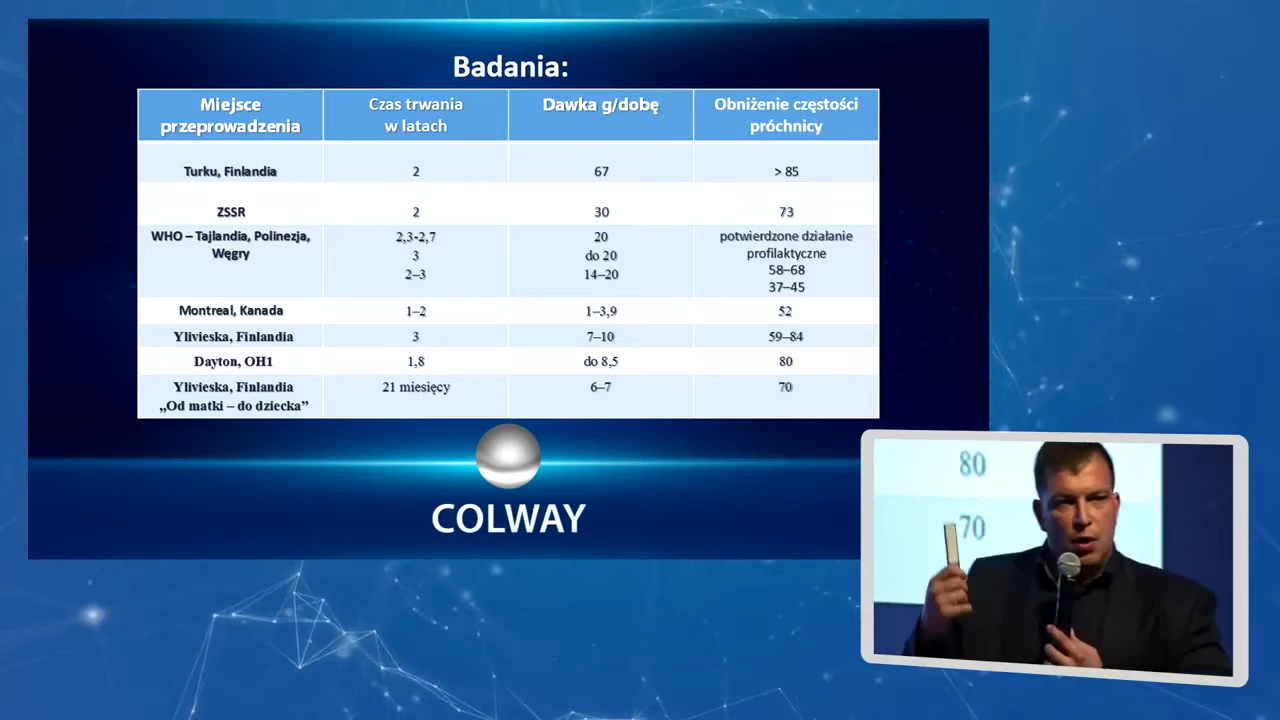 Badania:
Miejsce
przeprowadzenia
Czas trwania
w latach
Dawka g/dobę
Obniżenie częstości
próchnicy
Turku, Finlandia
2
67
> 85
ZSSR
2
30
73
WHO – Tajlandia, Polinezja,
Węgry
2,3-2,7
3
2–3
20
do 20
14–20
potwierdzone działanie
profilaktyczne
58–68
37–45
Montreal, Kanada
1–2
1–3,9
52
Ylivieska, Finlandia
3
7–10
59–84
Dayton, OH1
1,8
do 8,5
80
Ylivieska, Finlandia
„Od matki – do dziecka”
21 miesięcy
6–7
70
COLWAY
80
70